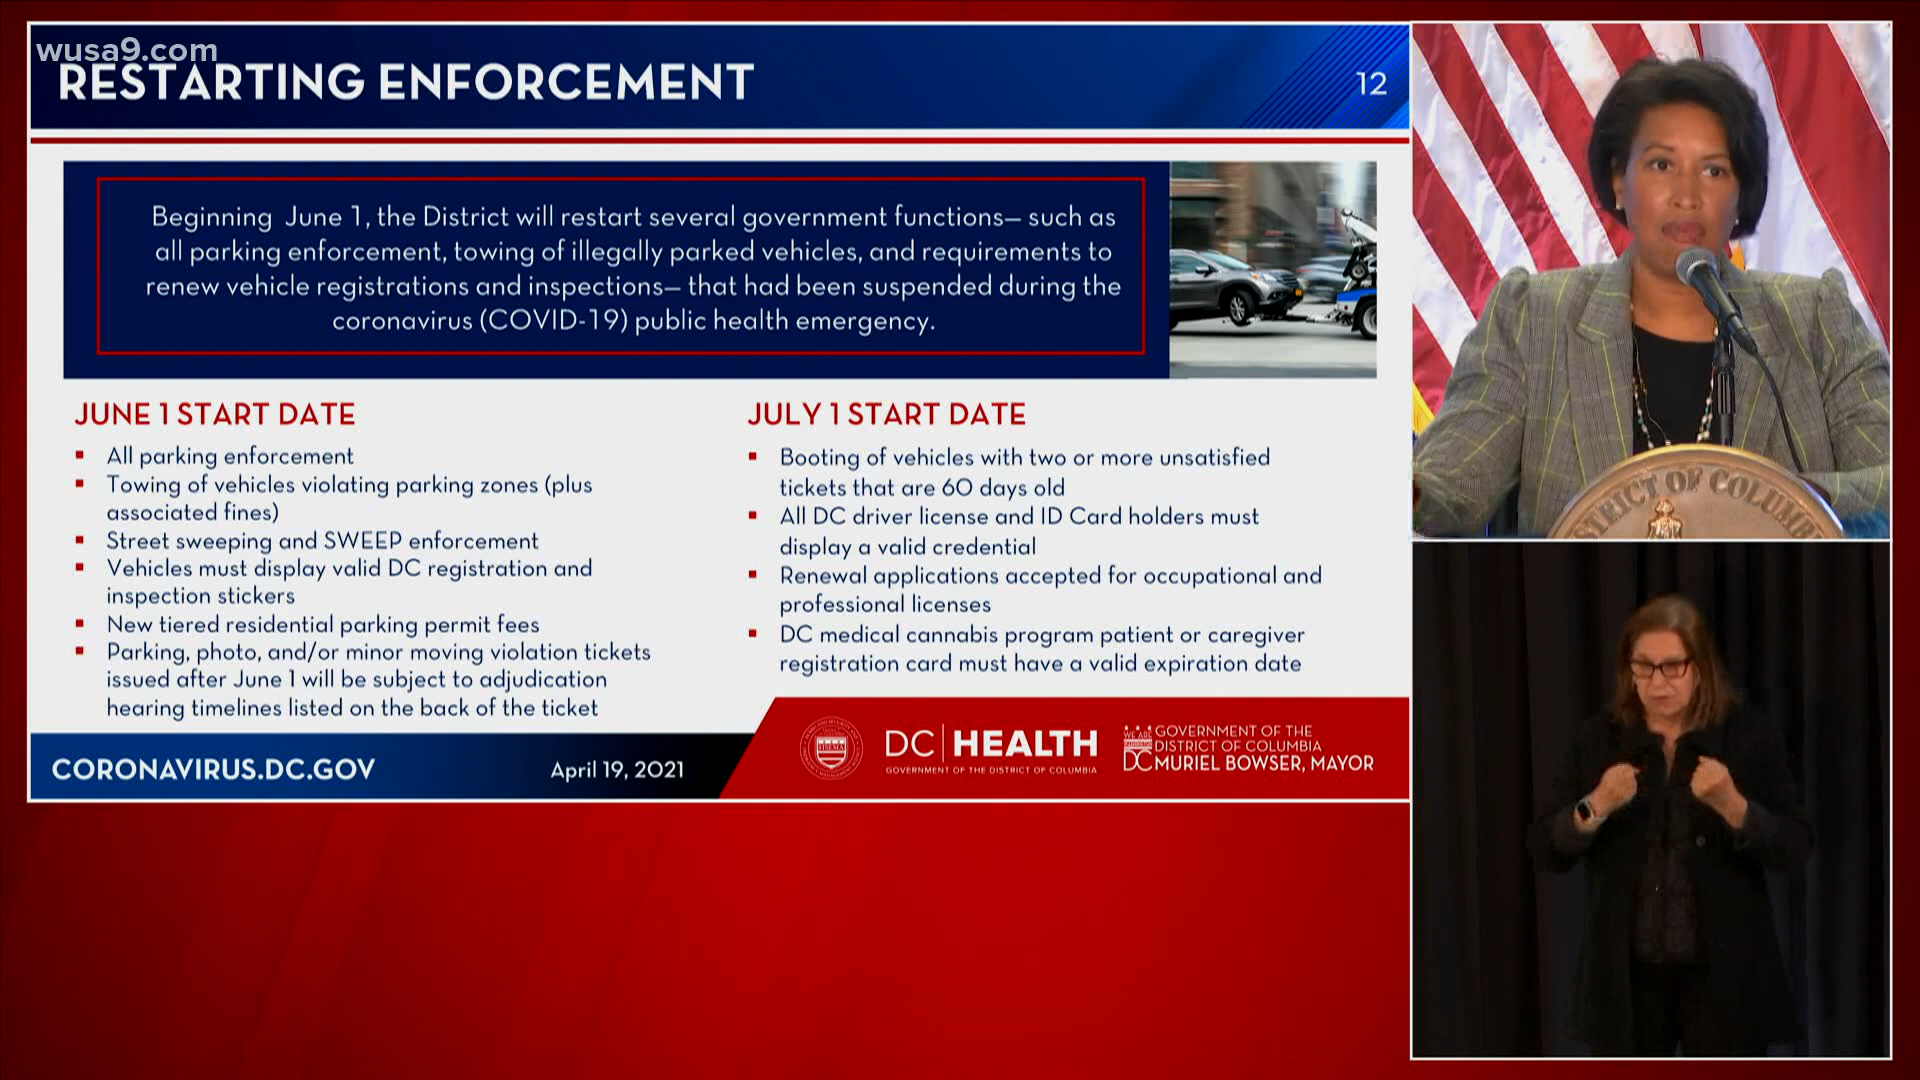 wusa9.com
RESTARTING ENFORCEMENT
12
Beginning June 1, the District will restart several government functions— such as
all parking enforcement, towing of illegally parked vehicles, and requirements to
renew vehicle registrations and inspections— that had been suspended during the
coronavirus (COVID-19) public health emergency.
JUNE 1 START DATE
▪ All parking enforcement
▪ Towing of vehicles violating parking zones (plus
associated fines)
▪ Street sweeping and SWEEP enforcement
▪ Vehicles must display valid DC registration and
inspection stickers
▪ New tiered residential parking permit fees
▪ Parking, photo, and/or minor moving violation tickets
issued after June 1 will be subject to adjudication
hearing timelines listed on the back of the ticket
JULY 1 START DATE
▪ Booting of vehicles with two or more unsatisfied
tickets that are 60 days old
▪ All DC driver license and ID Card holders must
display a valid credential
▪ Renewal applications accepted for occupational and
professional licenses
▪ DC medical cannabis program patient or caregiver
registration card must have a valid expiration date
CORONAVIRUS.DC.GOV
April 19, 2021
DC HEALTH
GOVERNMENT OF THE DISTRICT OF COLUMBIA
WE ARE
WASHINGTON
DC
GOVERNMENT OF THE
DISTRICT OF COLUMBIA
MURIEL BOWSER, MAYOR
STRICT OF COLUMB